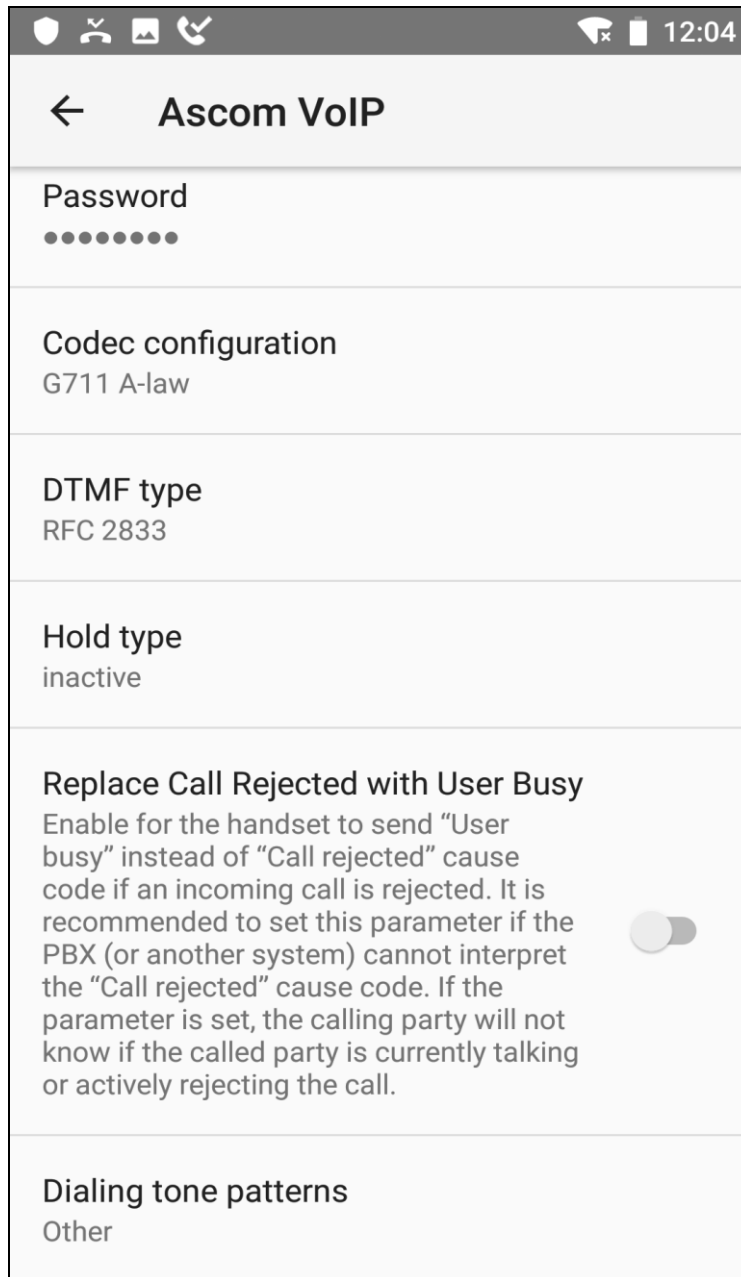 12:04
Ascom VoIP
Password
••••••••
Codec configuration
G711 A-law
DTMF type
RFC 2833
Hold type
inactive
Replace Call Rejected with User Busy
Enable for the handset to send “User
busy” instead of “Call rejected” cause
code if an incoming call is rejected. It is
recommended to set this parameter if the
PBX (or another system) cannot interpret
the “Call rejected” cause code. If the
parameter is set, the calling party will not
know if the called party is currently talking
or actively rejecting the call.
Dialing tone patterns
Other